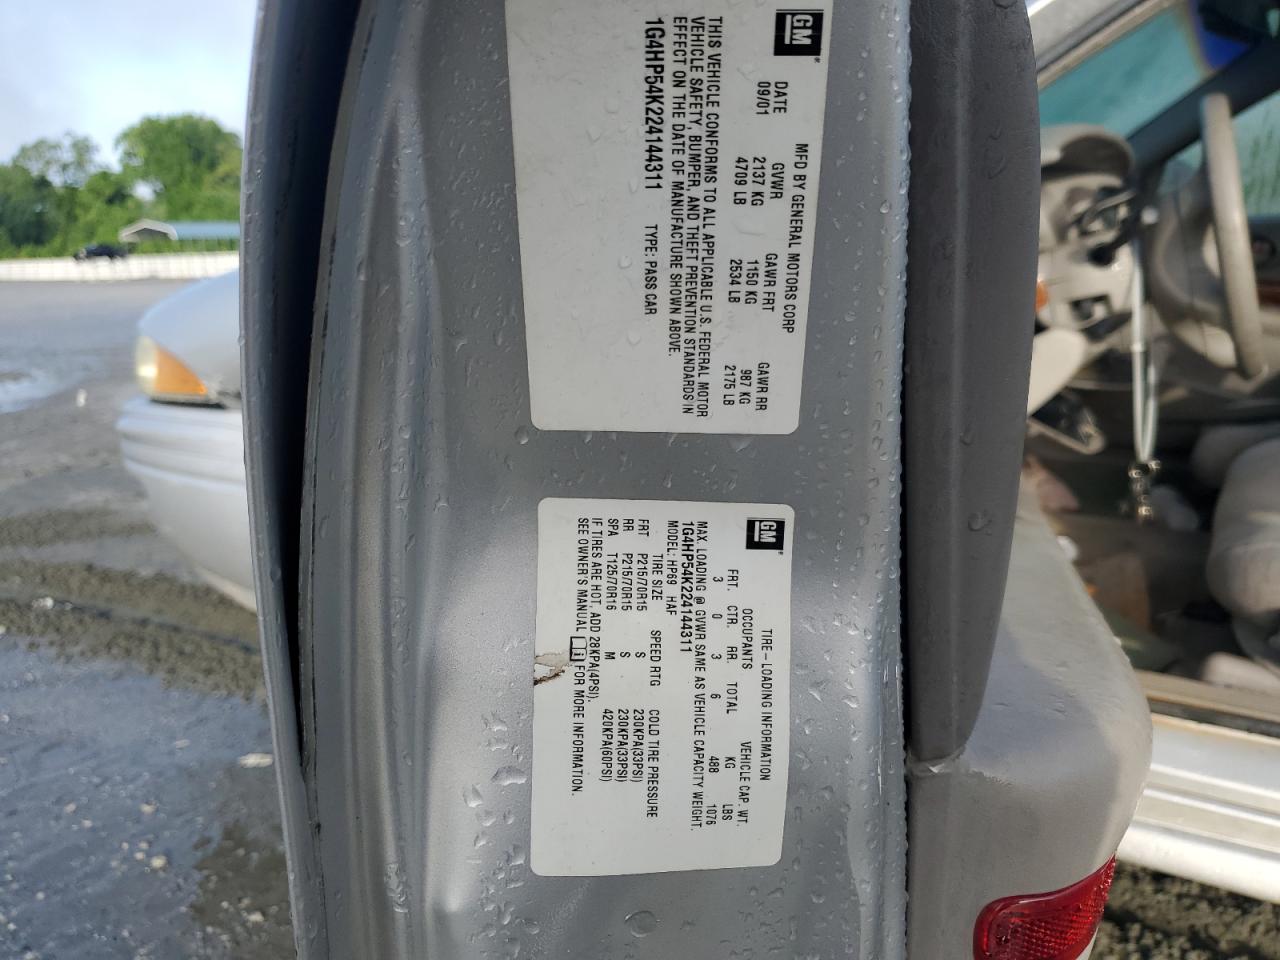 GM
MFD BY GENERAL MOTORS CORP
DATE GVWR GAWR FRT GAWR RR
09/01 2137 KG 1150 KG 987 KG
4709 LB 2534 LB 2175 LB
THIS VEHICLE CONFORMS TO ALL APPLICABLE U.S. FEDERAL MOTOR
VEHICLE SAFETY, BUMPER, AND THEFT PREVENTION STANDARDS IN
EFFECT ON THE DATE OF MANUFACTURE SHOWN ABOVE.
1G4HP54K224144311 TYPE: PASS CAR
GM
TIRE-LOADING INFORMATION
OCCUPANTS VEHICLE CAP. WT.
FRT. CTR. RR. TOTAL KG LBS
3 0 3 6 488 1076
MAX. LOADING @ GVWR SAME AS VEHICLE CAPACITY WEIGHT.
1G4HP54K224144311
MODEL: HP69 HAF
TIRE SIZE SPEED RTG COLD TIRE PRESSURE
FRT P215/70R15 S 230KPA(33PSI)
RR P215/70R15 S 230KPA(33PSI)
SPA T125/70R16 M 420KPA(60PSI)
IF TIRES ARE HOT, ADD 28KPA(4PSI).
SEE OWNER'S MANUAL i FOR MORE INFORMATION.